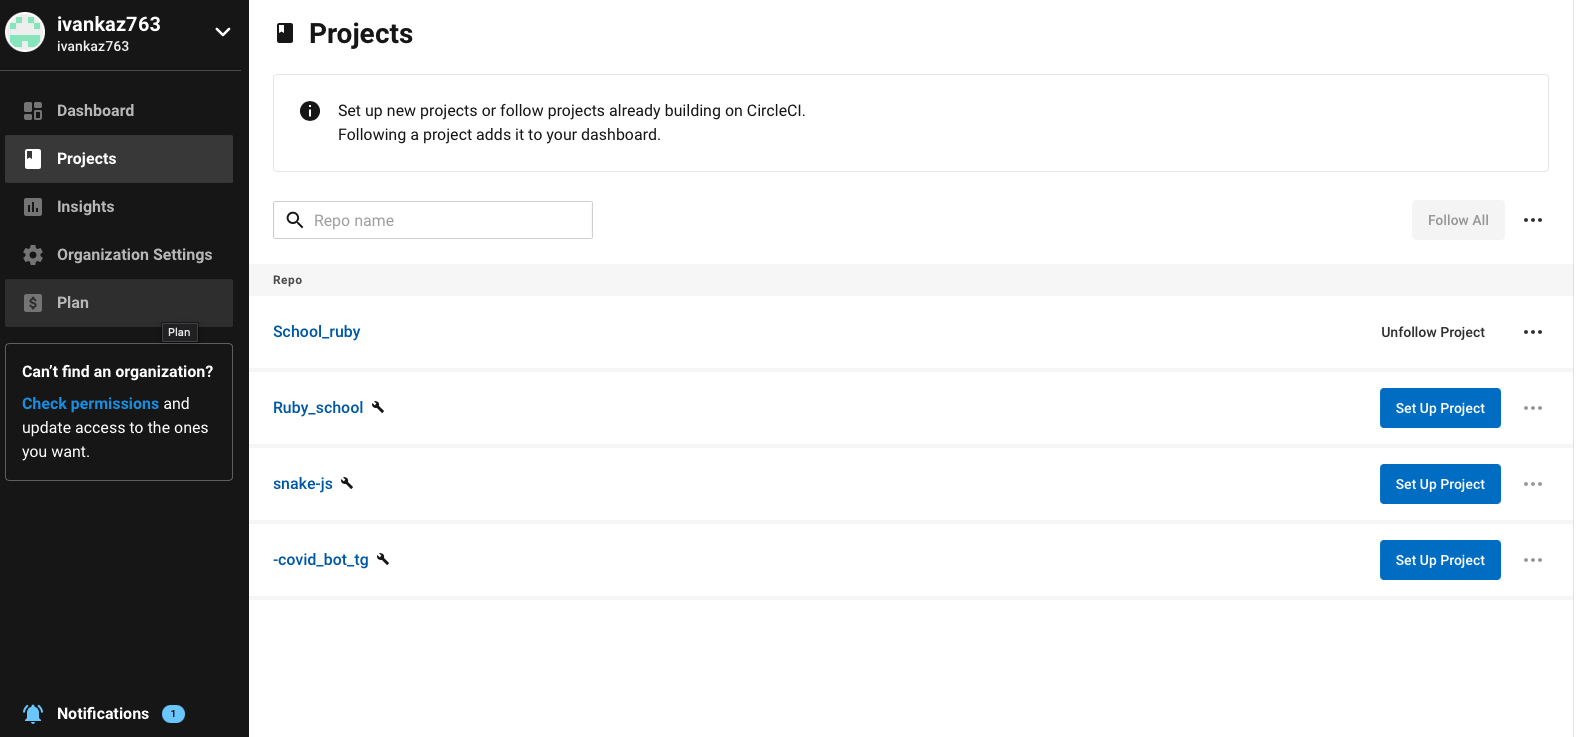 ivankaz763
ivankaz763
Dashboard
Projects
Insights
Organization Settings
Plan
Plan
Can't find an organization?
Check permissions and
update access to the ones
you want.
Notifications 1
Projects
Set up new projects or follow projects already building on CircleCI.
Following a project adds it to your dashboard.
Repo name
Follow All
Repo
School_ruby
Unfollow Project
Ruby_school
Set Up Project
snake-js
Set Up Project
-covid_bot_tg
Set Up Project